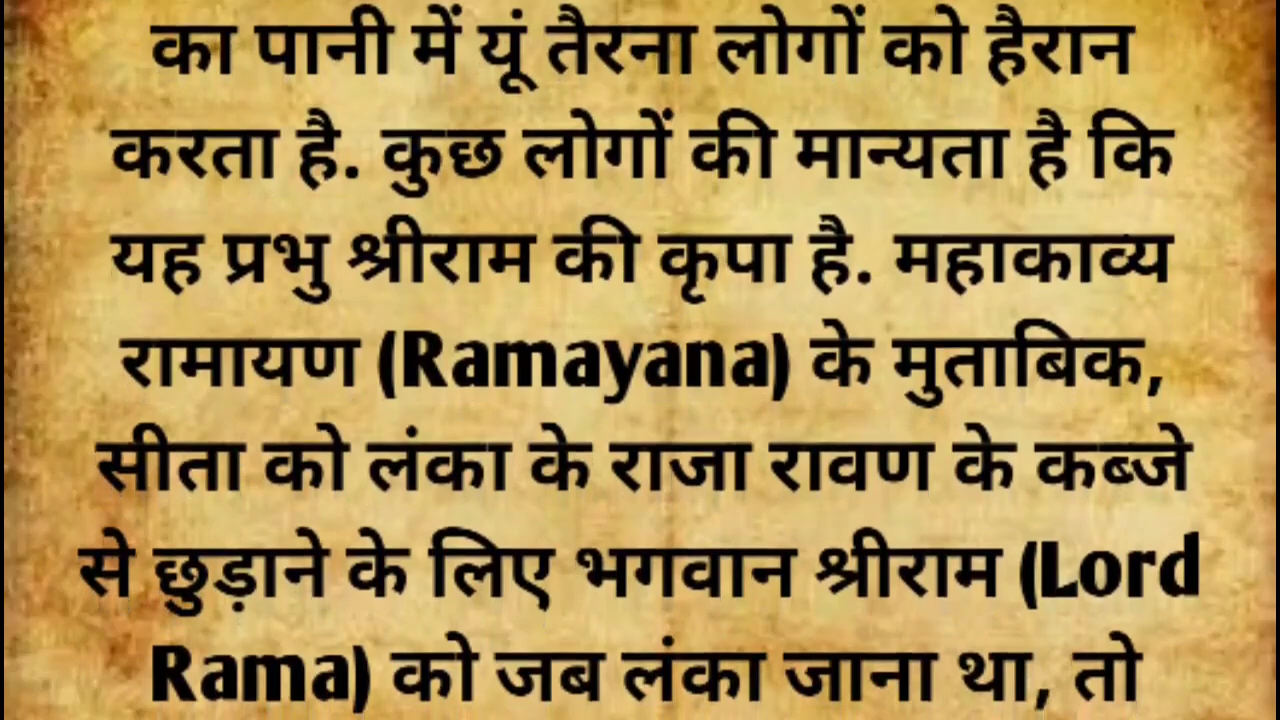 का पानी में यूं तैरना लोगों को हैरान
करता है. कुछ लोगों की मान्यता है कि
यह प्रभु श्रीराम की कृपा है. महाकाव्य
रामायण (Ramayana) के मुताबिक,
सीता को लंका के राजा रावण के कब्जे
से छुड़ाने के लिए भगवान श्रीराम (Lord
Rama) को जब लंका जाना था, तो